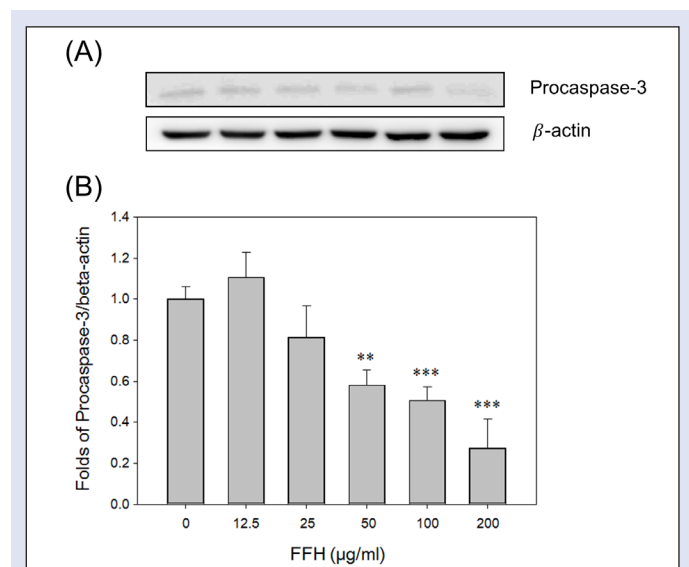 (A)
Procaspase-3
β-actin
(B)
Folds of Procaspase-3/beta-actin
1.4
1.2
1.0
0.8
0.6
0.4
0.2
0.0
**
***
***
0 12.5 25 50 100 200
FFH (µg/ml)